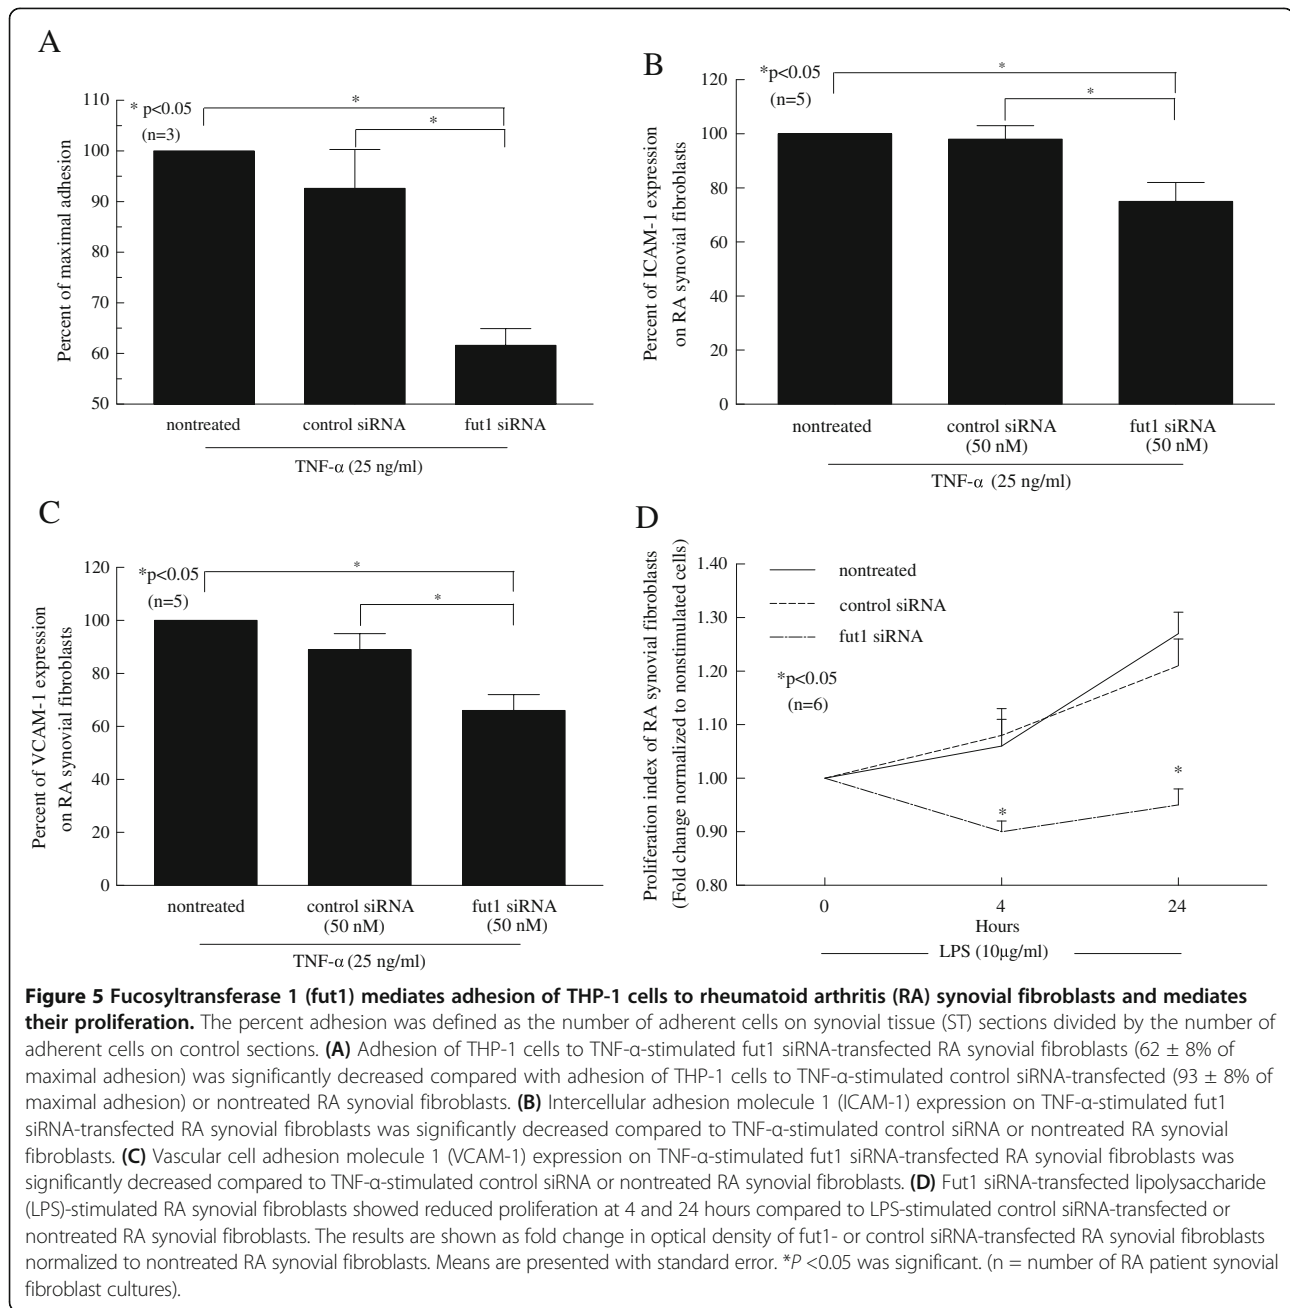 A
110
100
90
80
70
60
50
Percent of maximal adhesion
* p<0.05
(n=3)
*
*
nontreated
control siRNA
fut1 siRNA
TNF-α (25 ng/ml)
B
120
100
80
60
40
20
0
Percent of ICAM-1 expression
on RA synovial fibroblasts
*p<0.05
(n=5)
*
*
nontreated
control siRNA
(50 nM)
fut1 siRNA
(50 nM)
TNF-α (25 ng/ml)
C
120
100
80
60
40
20
0
Percent of VCAM-1 expression
on RA synovial fibroblasts
*p<0.05
(n=5)
*
*
nontreated
control siRNA
(50 nM)
fut1 siRNA
(50 nM)
TNF-α (25 ng/ml)
D
1.40
1.30
1.20
1.10
1.00
0.90
0.80
Proliferation index of RA synovial fibroblasts
(Fold change normalized to nonstimulated cells)
nontreated
control siRNA
fut1 siRNA
*p<0.05
(n=6)
*
*
0
4
24
Hours
LPS (10μg/ml)
Figure 5 Fucosyltransferase 1 (fut1) mediates adhesion of THP-1 cells to rheumatoid arthritis (RA) synovial fibroblasts and mediates
their proliferation. The percent adhesion was defined as the number of adherent cells on synovial tissue (ST) sections divided by the number of
adherent cells on control sections. (A) Adhesion of THP-1 cells to TNF-α-stimulated fut1 siRNA-transfected RA synovial fibroblasts (62 ± 8% of
maximal adhesion) was significantly decreased compared with adhesion of THP-1 cells to TNF-α-stimulated control siRNA-transfected (93 ± 8% of
maximal adhesion) or nontreated RA synovial fibroblasts. (B) Intercellular adhesion molecule 1 (ICAM-1) expression on TNF-α-stimulated fut1
siRNA-transfected RA synovial fibroblasts was significantly decreased compared to TNF-α-stimulated control siRNA or nontreated RA synovial
fibroblasts. (C) Vascular cell adhesion molecule 1 (VCAM-1) expression on TNF-α-stimulated fut1 siRNA-transfected RA synovial fibroblasts was
significantly decreased compared to TNF-α-stimulated control siRNA or nontreated RA synovial fibroblasts. (D) Fut1 siRNA-transfected lipolysaccharide
(LPS)-stimulated RA synovial fibroblasts showed reduced proliferation at 4 and 24 hours compared to LPS-stimulated control siRNA-transfected or
nontreated RA synovial fibroblasts. The results are shown as fold change in optical density of fut1- or control siRNA-transfected RA synovial fibroblasts
normalized to nontreated RA synovial fibroblasts. Means are presented with standard error. *P <0.05 was significant. (n = number of RA patient synovial
fibroblast cultures).